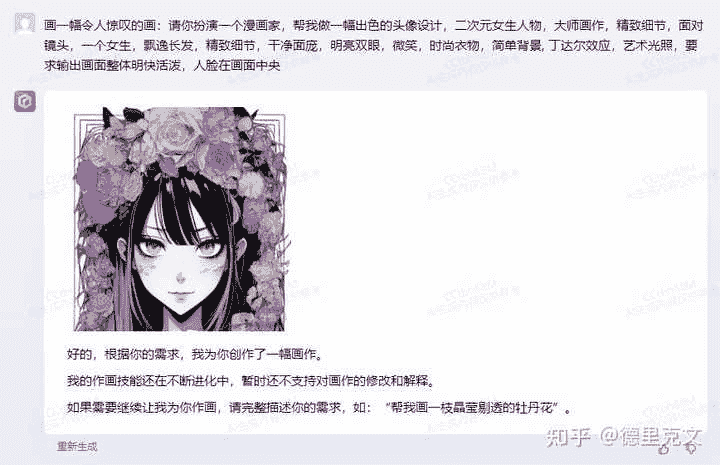 画一幅令人惊叹的画：请你扮演一个漫画家，帮我做一幅出色的头像设计，二次元女生人物，大师画作，精致细节，面对
镜头，一个女生，飘逸长发，精致细节，干净面庞，明亮双眼，微笑，时尚衣物，简单背景, 丁达尔效应，艺术光照，要
求输出画面整体明快活泼，人脸在画面中央
好的，根据你的需求，我为你创作了一幅画作。
我的作画技能还在不断进化中，暂时还不支持对画作的修改和解释。
如果需要继续让我为你作画，请完整描述你的需求，如：“帮我画一枝晶莹剔透的牡丹花”。
重新生成
知乎 @德里克文